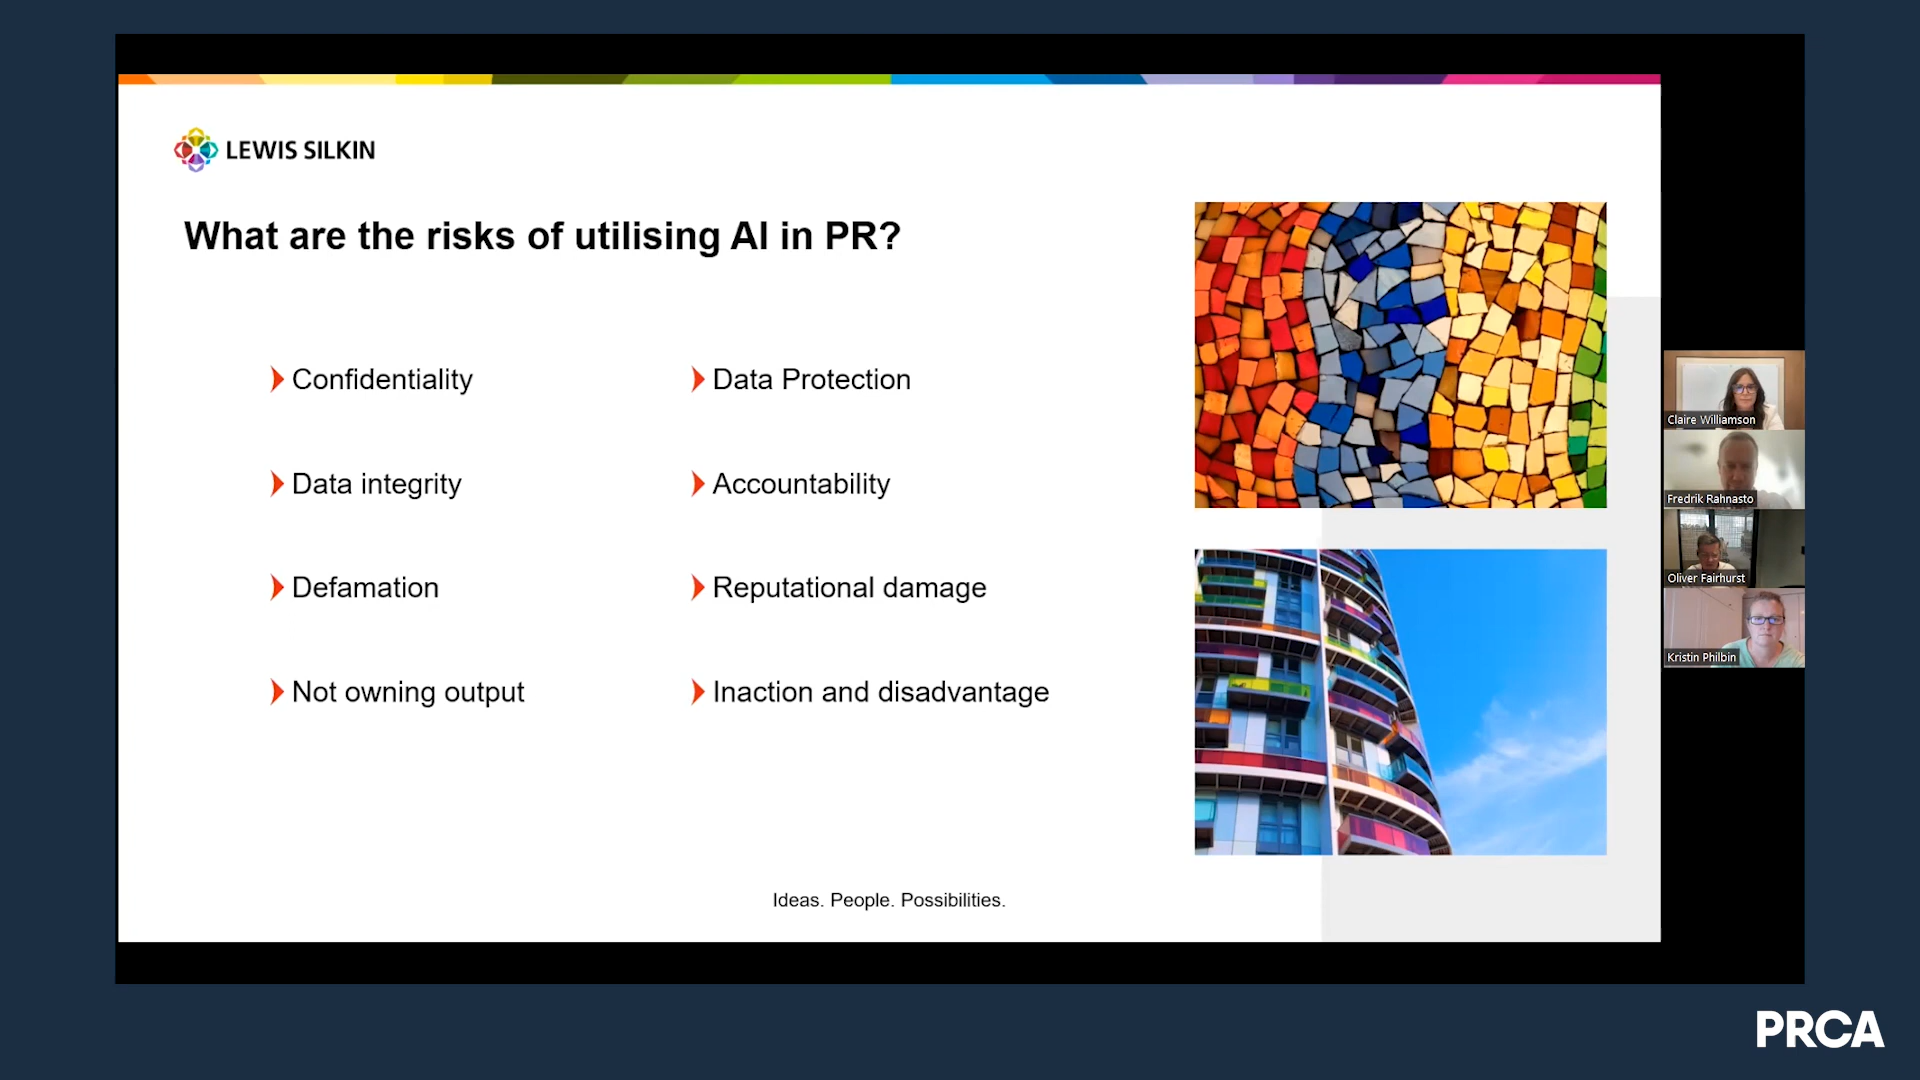 LEWIS SILKIN
What are the risks of utilising AI in PR?
Confidentiality
Data Protection
Data integrity
Accountability
Defamation
Reputational damage
Not owning output
Inaction and disadvantage
Ideas. People. Possibilities.
Claire Williamson
Fredrik Rahnasto
Oliver Fairhurst
Kristin Philbin
PRCA